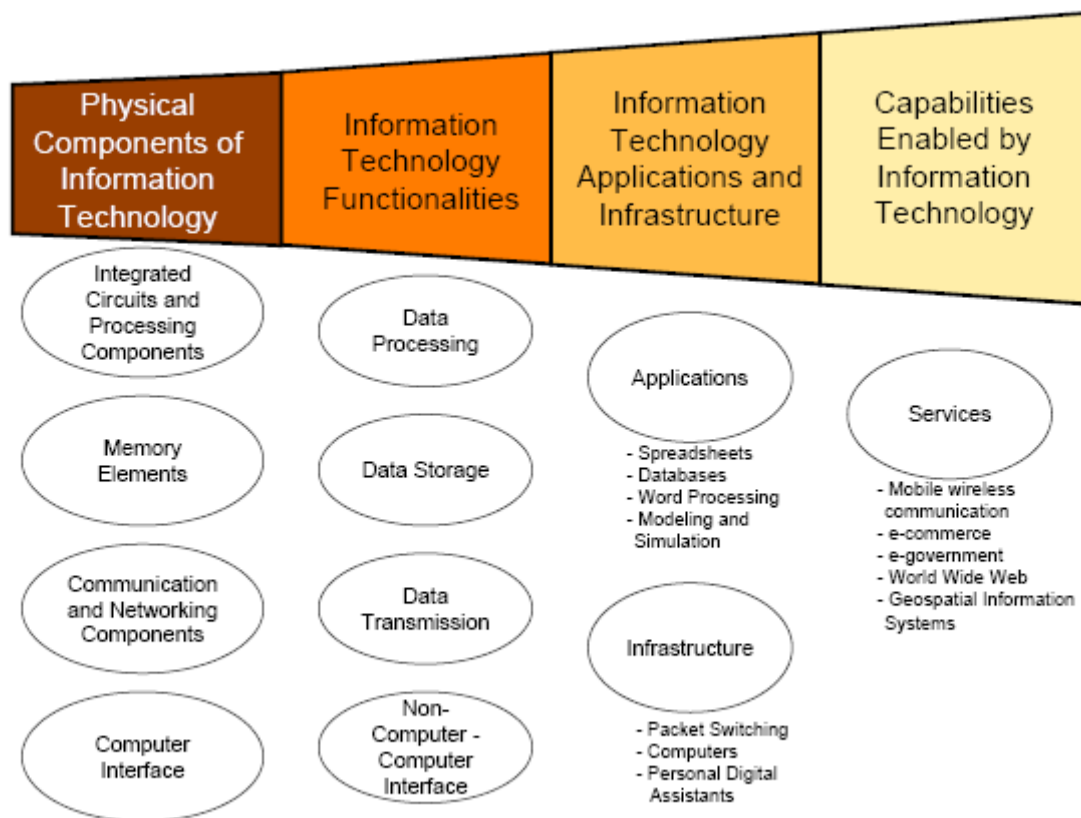 Physical
Components of
Information
Technology
Information
Technology
Functionalities
Information
Technology
Applications and
Infrastructure
Capabilities
Enabled by
Information
Technology
Integrated
Circuits and
Processing
Components
Memory
Elements
Communication
and Networking
Components
Computer
Interface
Data
Processing
Data Storage
Data
Transmission
Non-
Computer -
Computer
Interface
Applications
- Spreadsheets
- Databases
- Word Processing
- Modeling and
Simulation
Infrastructure
- Packet Switching
- Computers
- Personal Digital
Assistants
Services
- Mobile wireless
communication
- e-commerce
- e-government
- World Wide Web
- Geospatial Information
Systems